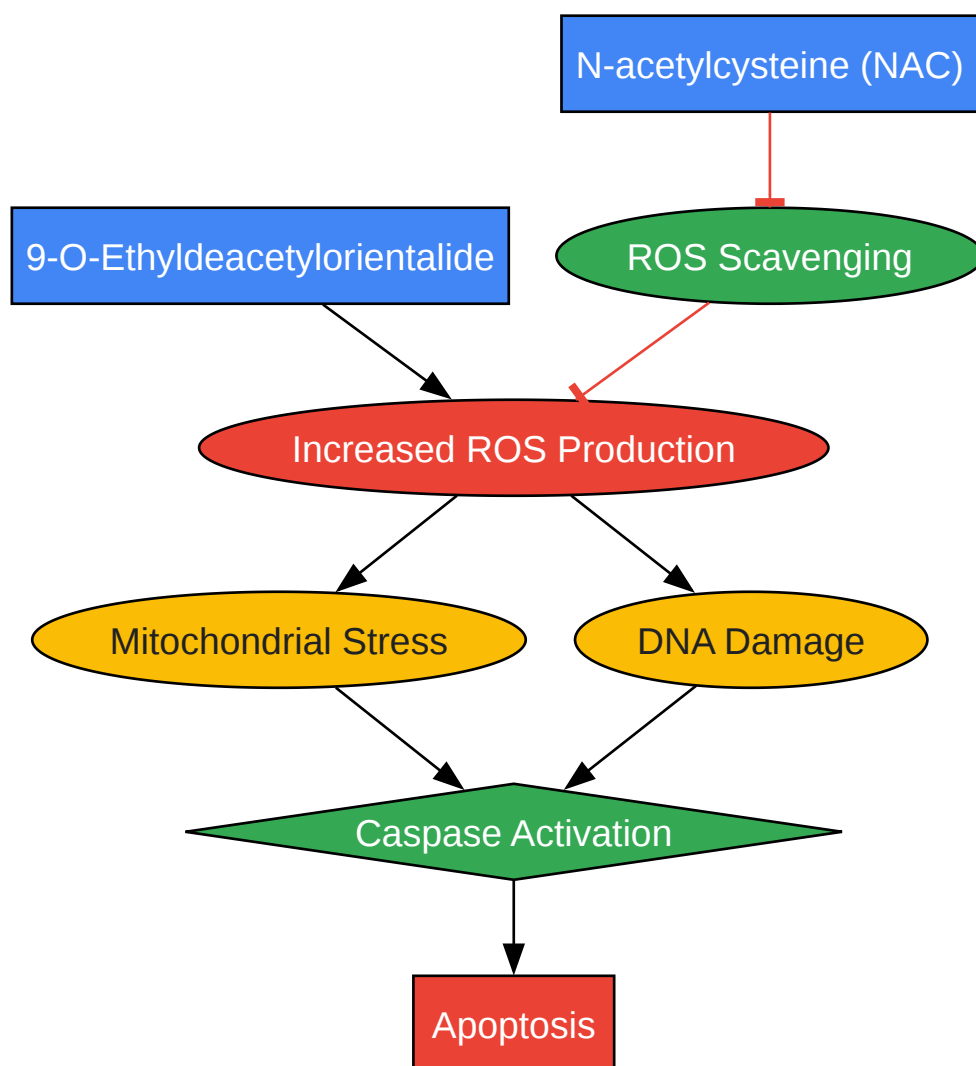 N-acetylcysteine (NAC)
9-O-Ethyldeacetylorientalide
ROS Scavenging
Increased ROS Production
Mitochondrial Stress
DNA Damage
Caspase Activation
Apoptosis